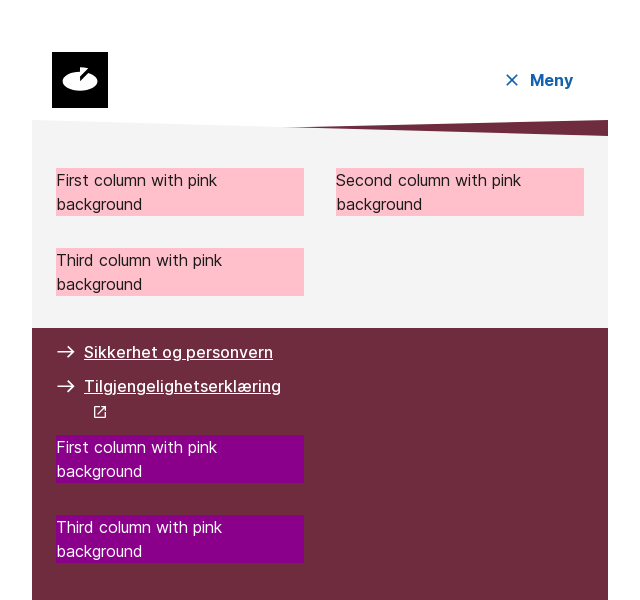 Meny
First column with pink
background
Second column with pink
background
Third column with pink
background
Sikkerhet og personvern
Tilgjengelighetserklæring
First column with pink
background
Third column with pink
background